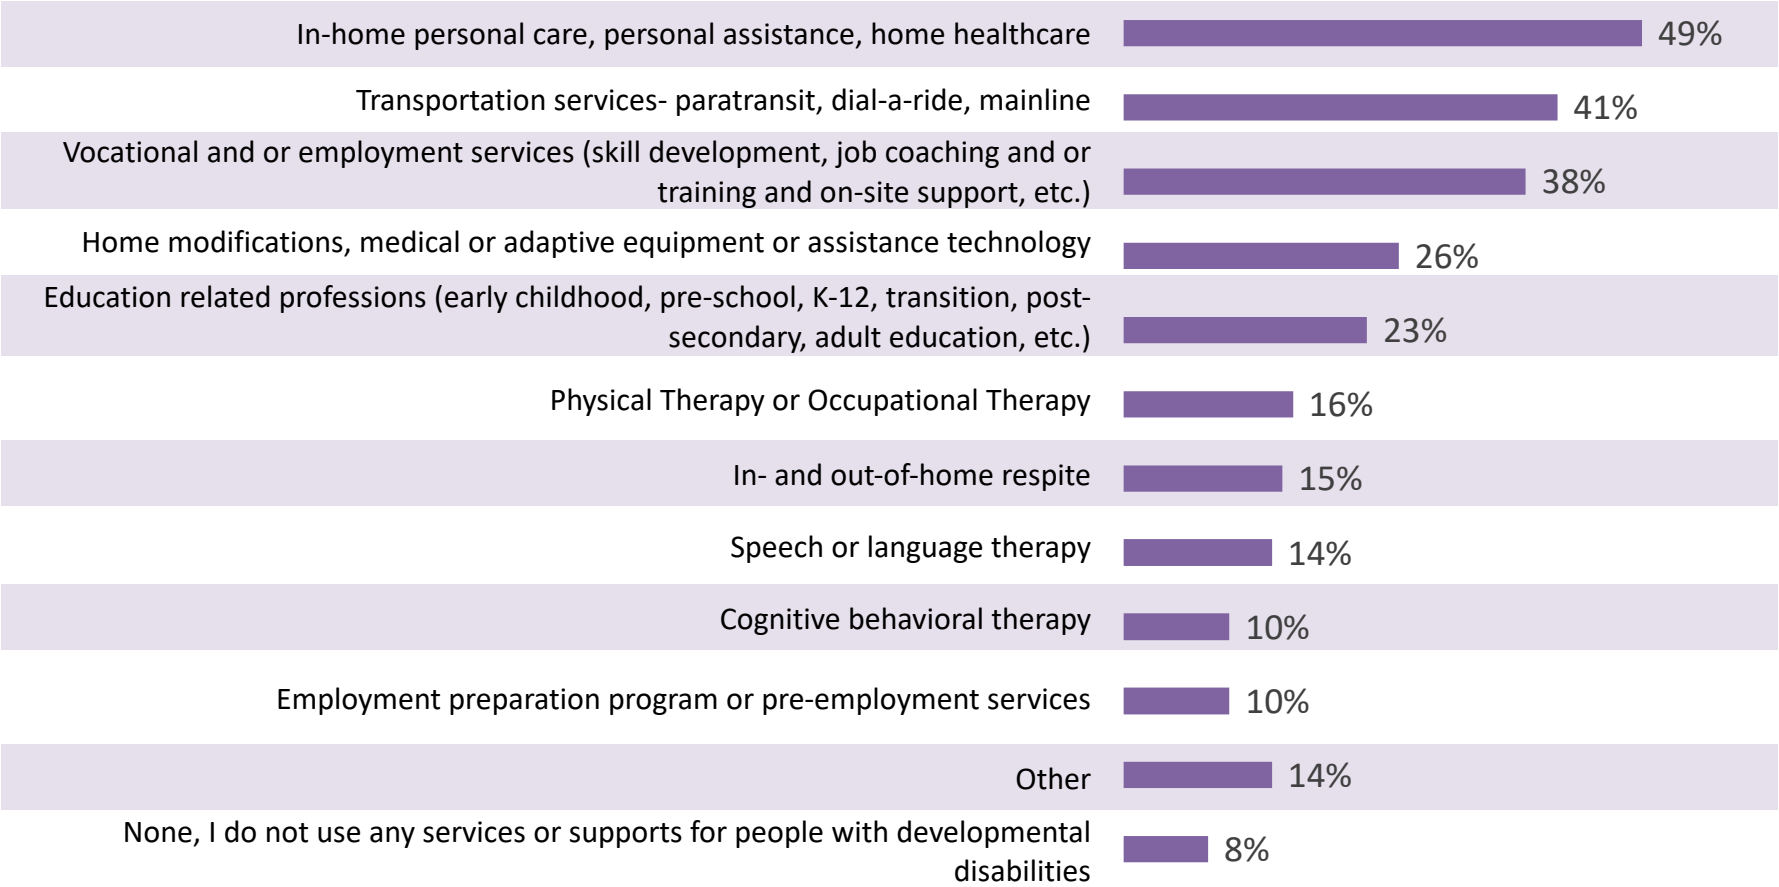 In-home personal care, personal assistance, home healthcare 49%
Transportation services- paratransit, dial-a-ride, mainline 41%
Vocational and or employment services (skill development, job coaching and or
training and on-site support, etc.) 38%
Home modifications, medical or adaptive equipment or assistance technology 26%
Education related professions (early childhood, pre-school, K-12, transition, post-
secondary, adult education, etc.) 23%
Physical Therapy or Occupational Therapy 16%
In- and out-of-home respite 15%
Speech or language therapy 14%
Cognitive behavioral therapy 10%
Employment preparation program or pre-employment services 10%
Other 14%
None, I do not use any services or supports for people with developmental
disabilities 8%